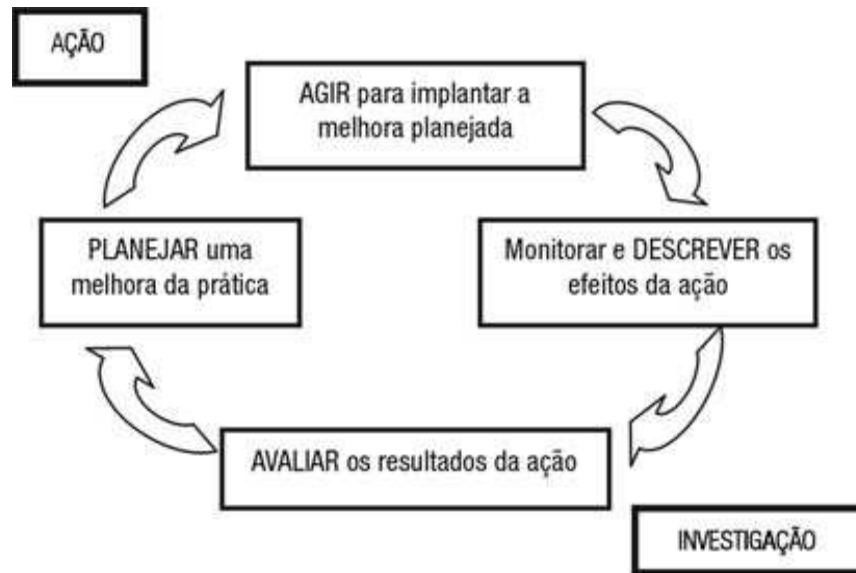 AÇÃO
AGIR para implantar a
melhora planejada
PLANEJAR uma
melhora da prática
Monitorar e DESCREVER os
efeitos da ação
AVALIAR os resultados da ação
INVESTIGAÇÃO